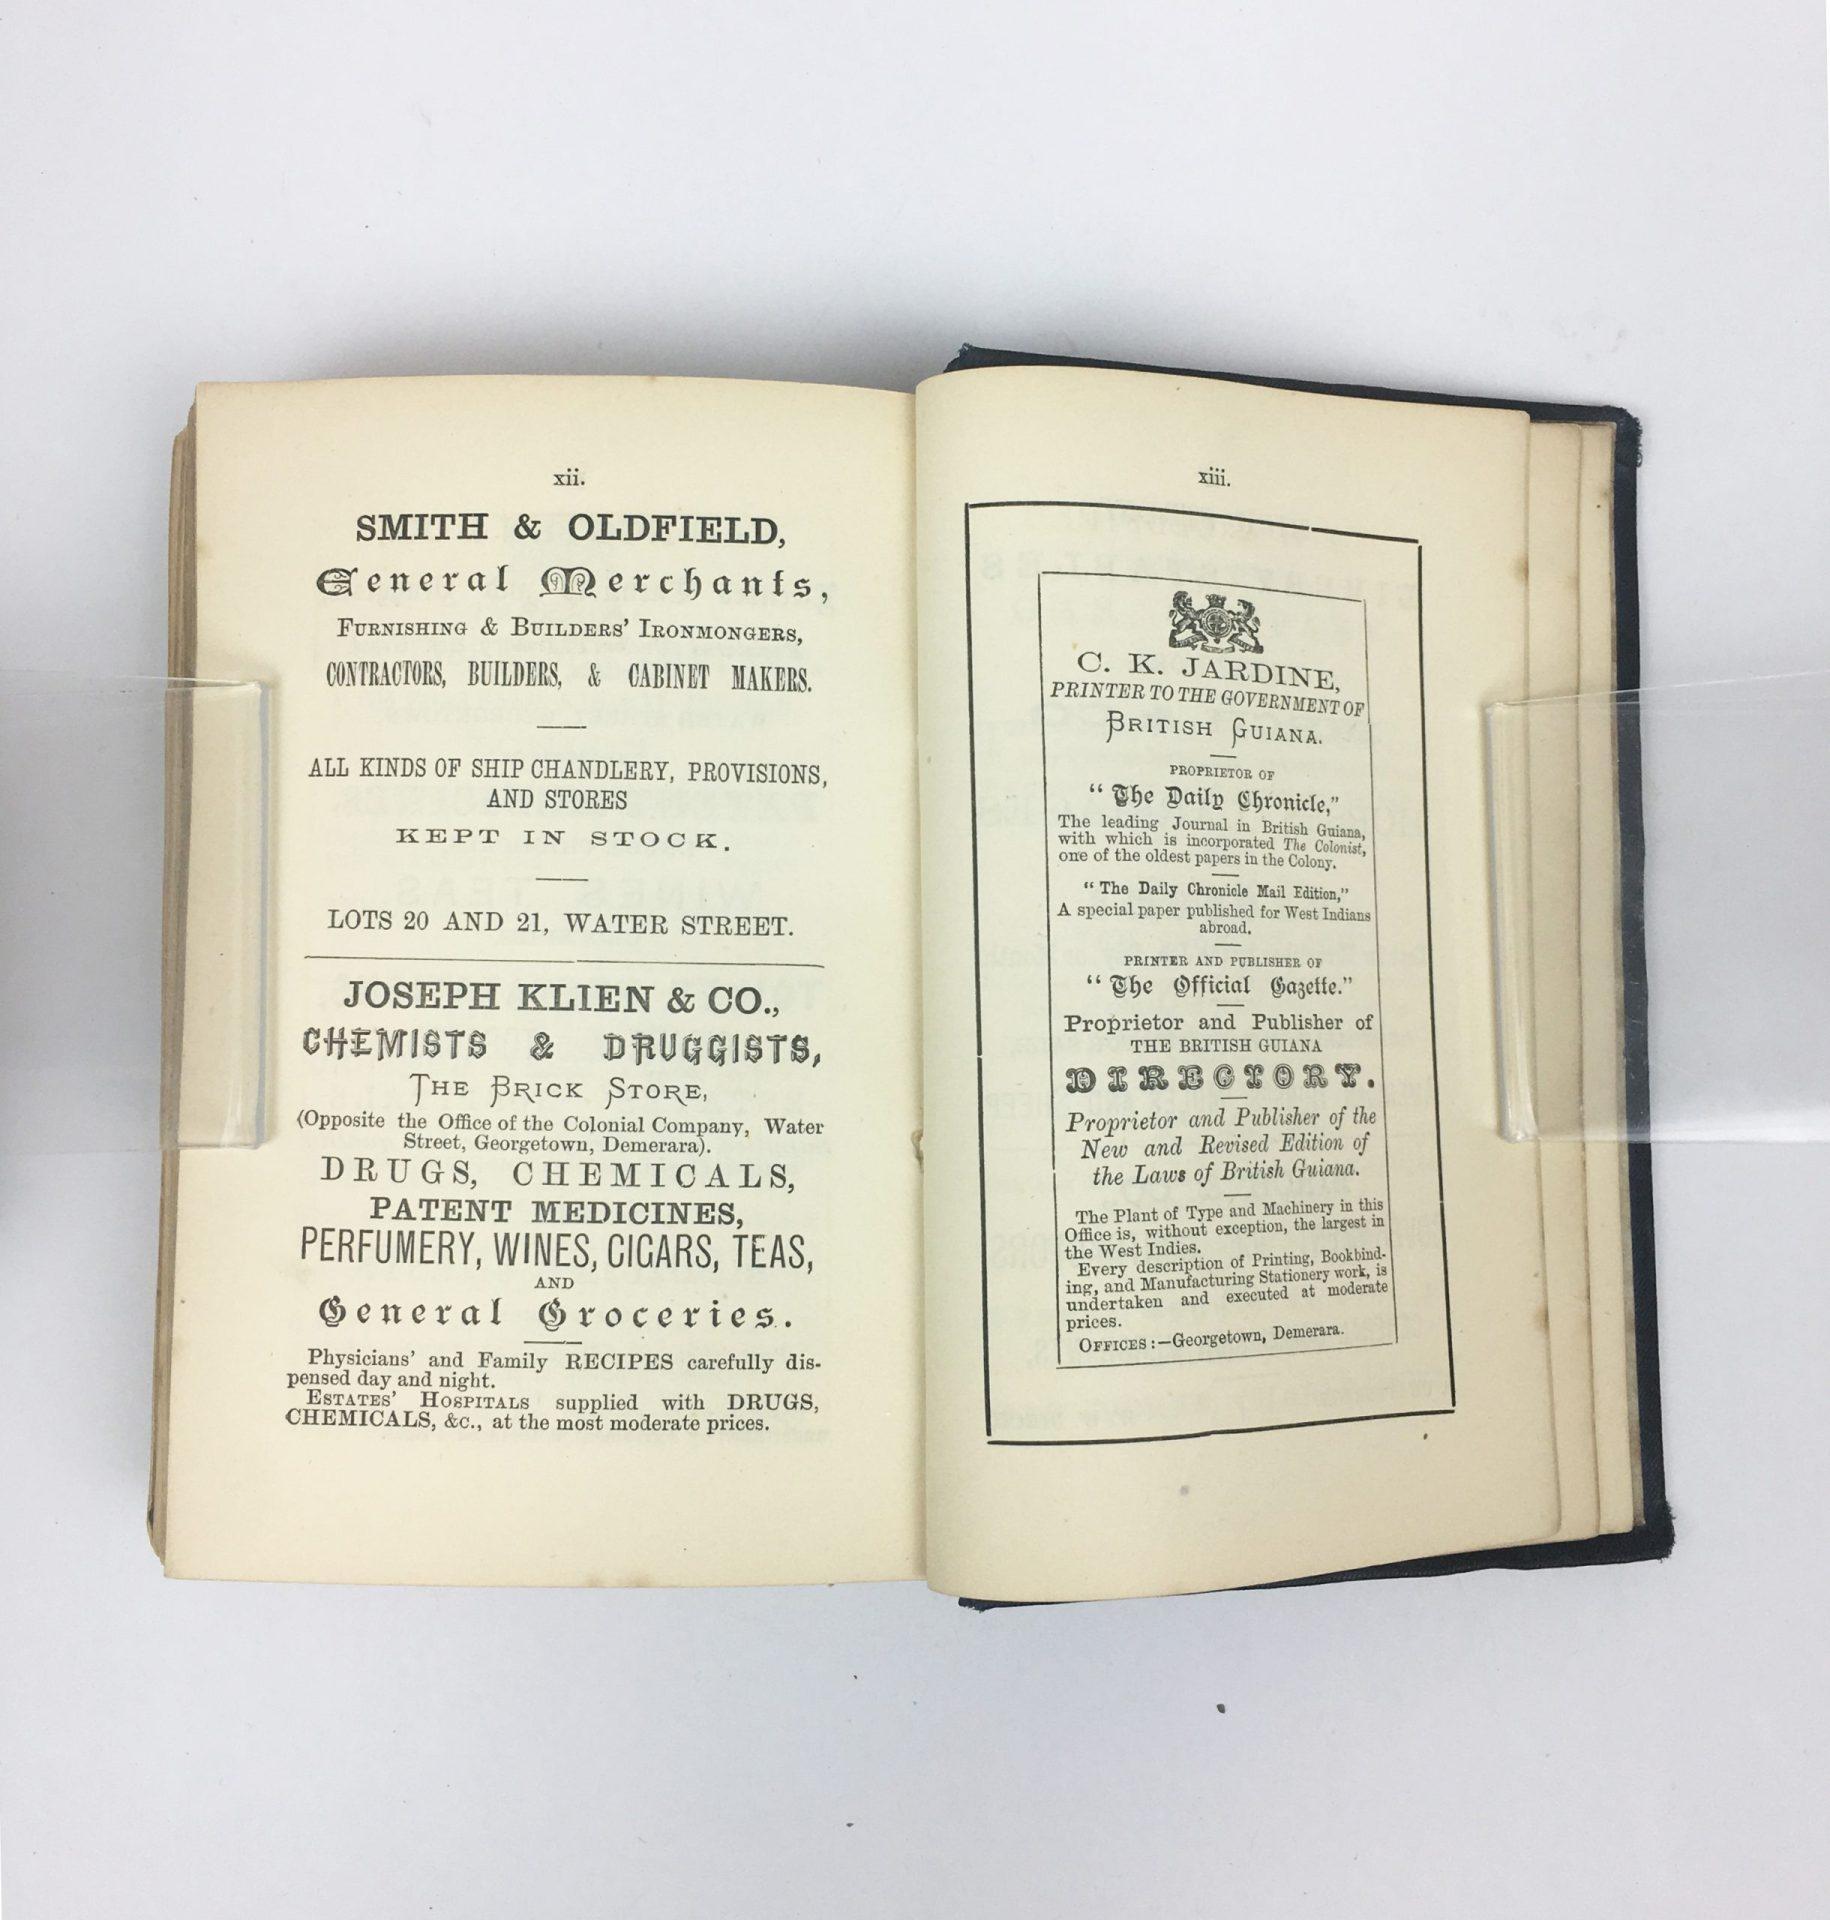 xii.
SMITH & OLDFIELD,
General Merchants,
FURNISHING & BUILDERS' IRONMONGERS,
CONTRACTORS, BUILDERS, & CABINET MAKERS.
ALL KINDS OF SHIP CHANDLERY, PROVISIONS,
AND STORES
KEPT IN STOCK.
LOTS 20 AND 21, WATER STREET.
JOSEPH KLIEN & CO.,
CHEMISTS & DRUGGISTS,
THE BRICK STORE,
(Opposite the Office of the Colonial Company, Water
Street, Georgetown, Demerara).
DRUGS, CHEMICALS,
PATENT MEDICINES,
PERFUMERY, WINES, CIGARS, TEAS,
AND
General Groceries.
Physicians' and Family RECIPES carefully dis-
pensed day and night.
ESTATES' HOSPITALS supplied with DRUGS,
CHEMICALS, &c., at the most moderate prices.
xiii.
C. K. JARDINE,
PRINTER TO THE GOVERNMENT OF
BRITISH GUIANA.
PROPRIETOR OF
"The Daily Chronicle,"
The leading Journal in British Guiana,
with which is incorporated The Colonist,
one of the oldest papers in the Colony.
"The Daily Chronicle Mail Edition,"
A special paper published for West Indians
abroad.
PRINTER AND PUBLISHER OF
"The Official Gazette."
Proprietor and Publisher of
THE BRITISH GUIANA
DIRECTORY.
Proprietor and Publisher of the
New and Revised Edition of
the Laws of British Guiana.
The Plant of Type and Machinery in this
Office is, without exception, the largest in
the West Indies.
Every description of Printing, Bookbind-
ing, and Manufacturing Stationery work, is
undertaken and executed at moderate
prices.
OFFICES:—Georgetown, Demerara.